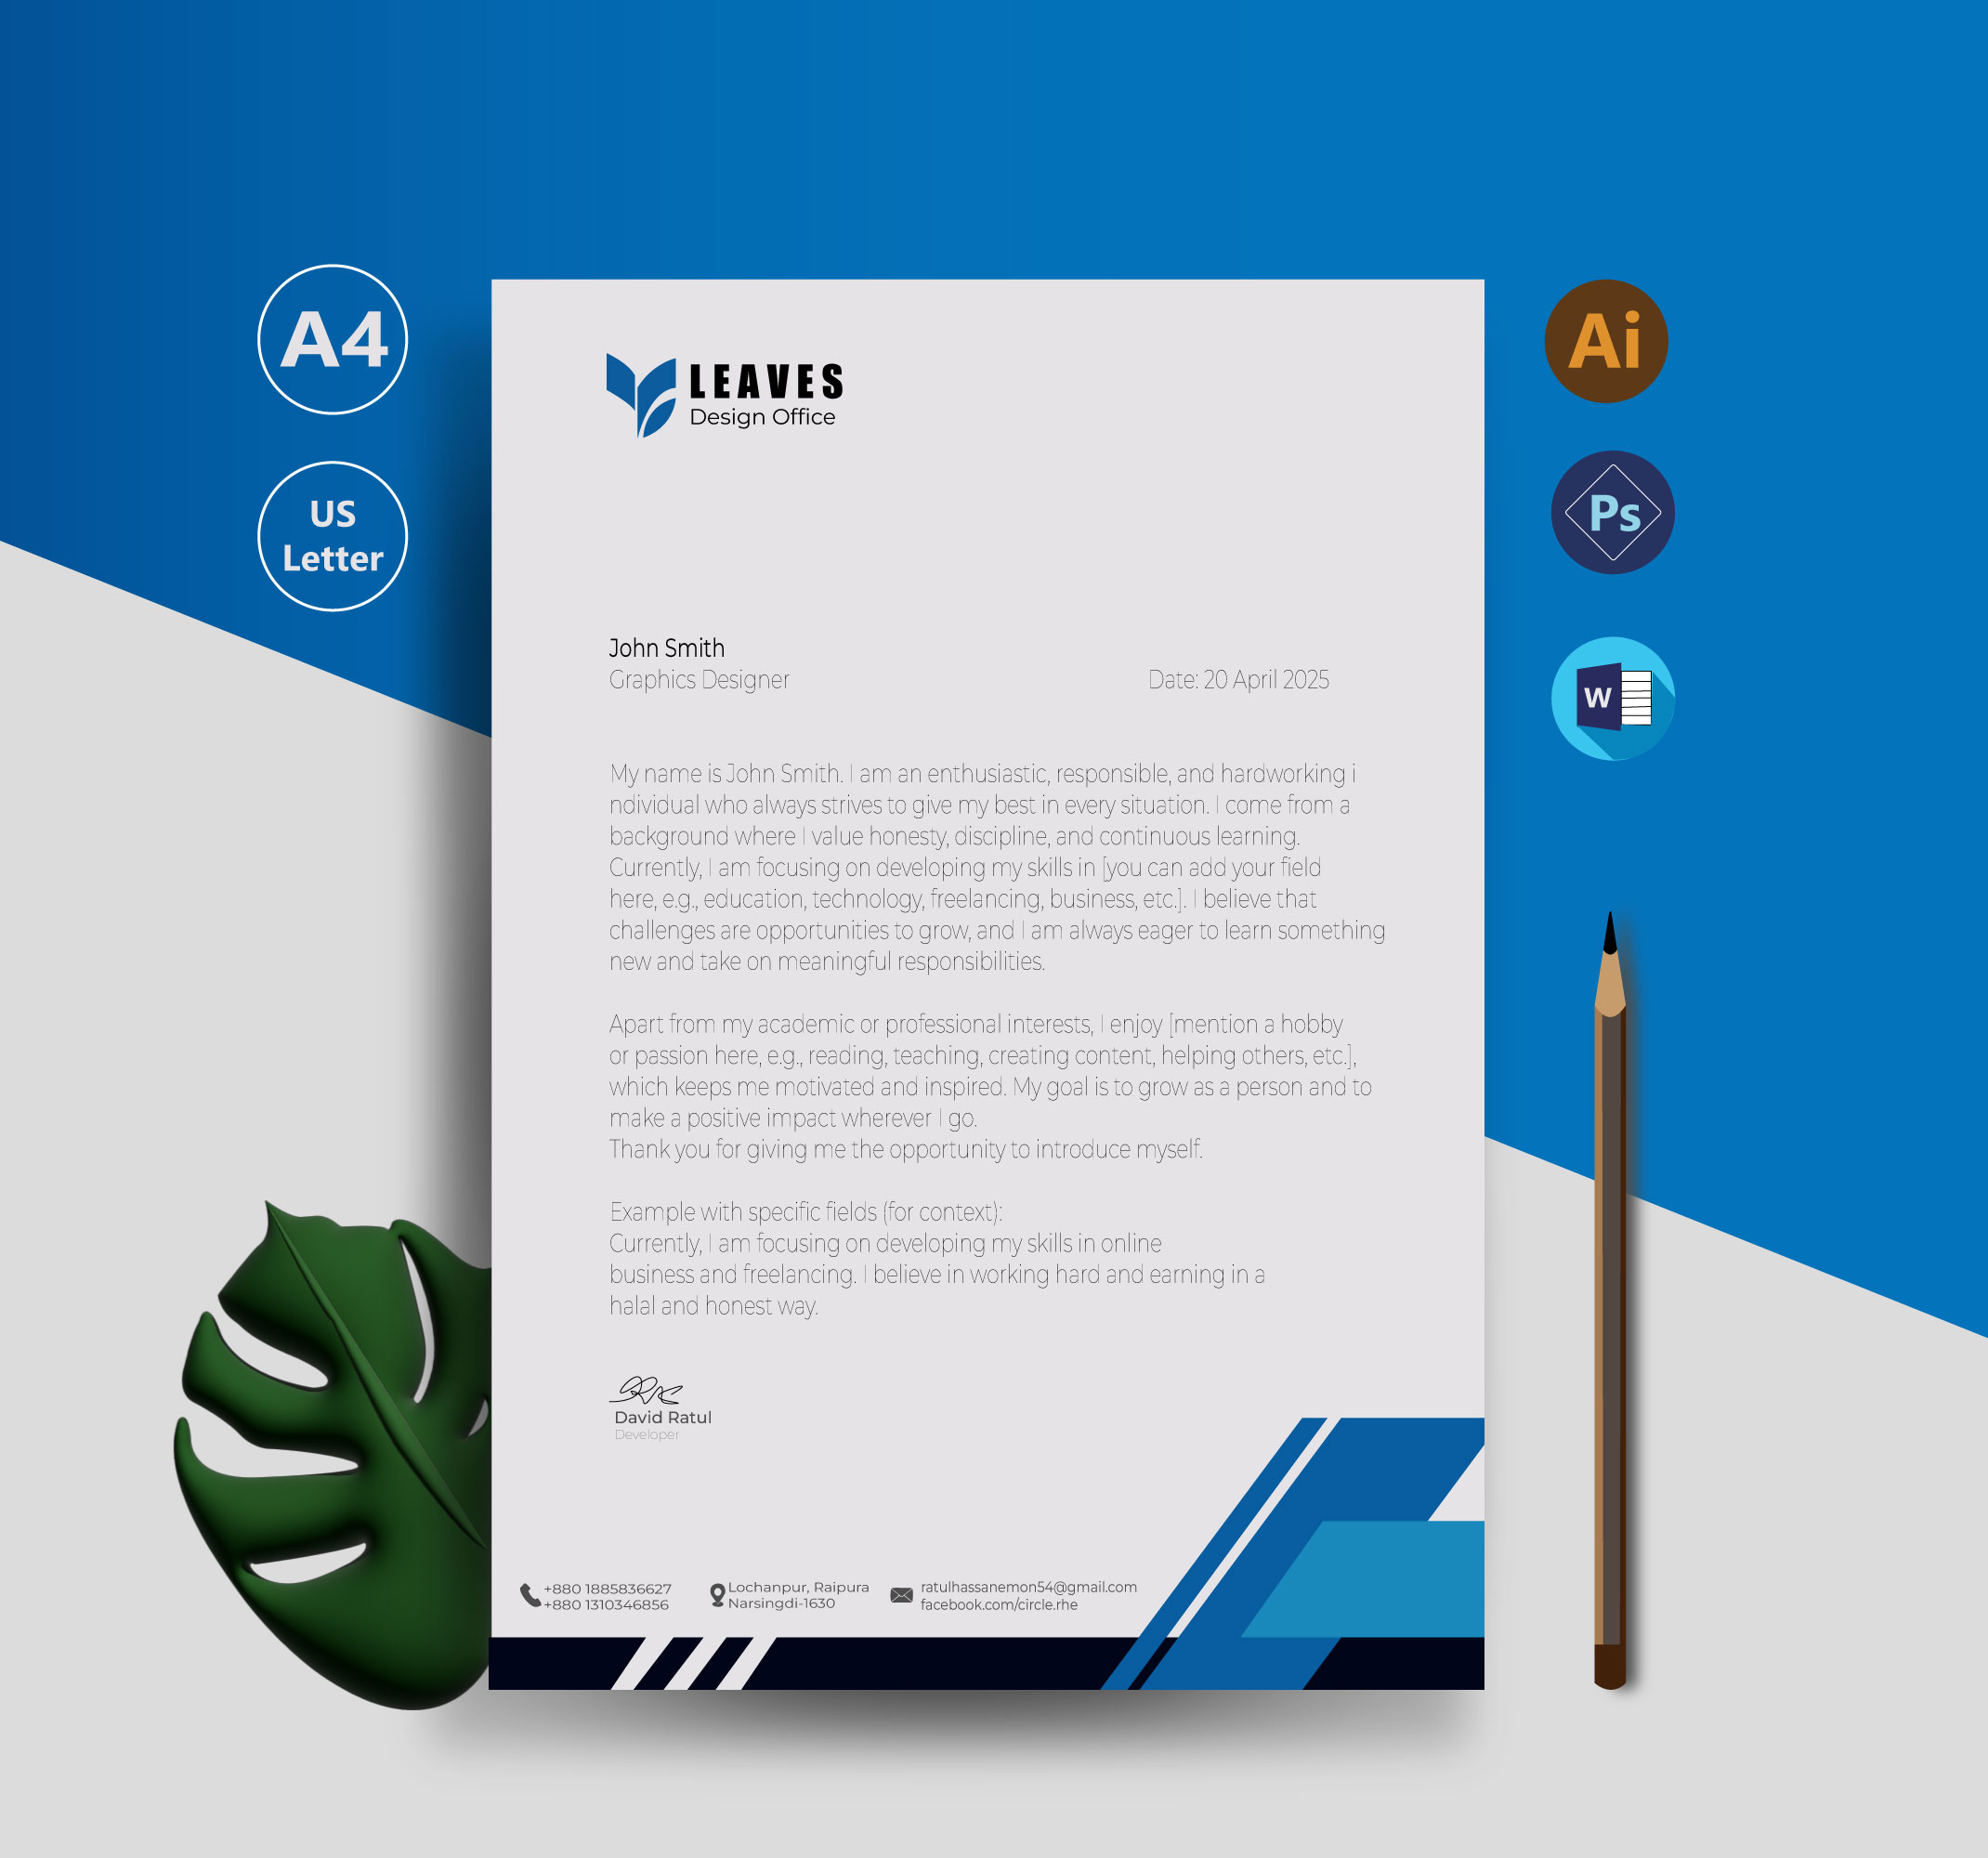 A4
US
Letter
LEAVES
Design Office
Ai
Ps
W
John Smith
Graphics Designer
Date: 20 April 2025
My name is John Smith. I am an enthusiastic, responsible, and hardworking i
ndividual who always strives to give my best in every situation. I come from a
background where I value honesty, discipline, and continuous learning.
Currently, I am focusing on developing my skills in [you can add your field
here, e.g., education, technology, freelancing, business, etc.]. I believe that
challenges are opportunities to grow, and I am always eager to learn something
new and take on meaningful responsibilities.
Apart from my academic or professional interests, I enjoy [mention a hobby
or passion here, e.g., reading, teaching, creating content, helping others, etc.],
which keeps me motivated and inspired. My goal is to grow as a person and to
make a positive impact wherever I go.
Thank you for giving me the opportunity to introduce myself.
Example with specific fields (for context):
Currently, I am focusing on developing my skills in online
business and freelancing. I believe in working hard and earning in a
halal and honest way.
David Ratul
Developer
+880 1885836627
+880 1310346856
Lochanpur, Raipura
Narsingdi-1630
ratulhassanemon54@gmail.com
facebook.com/circle.rhe